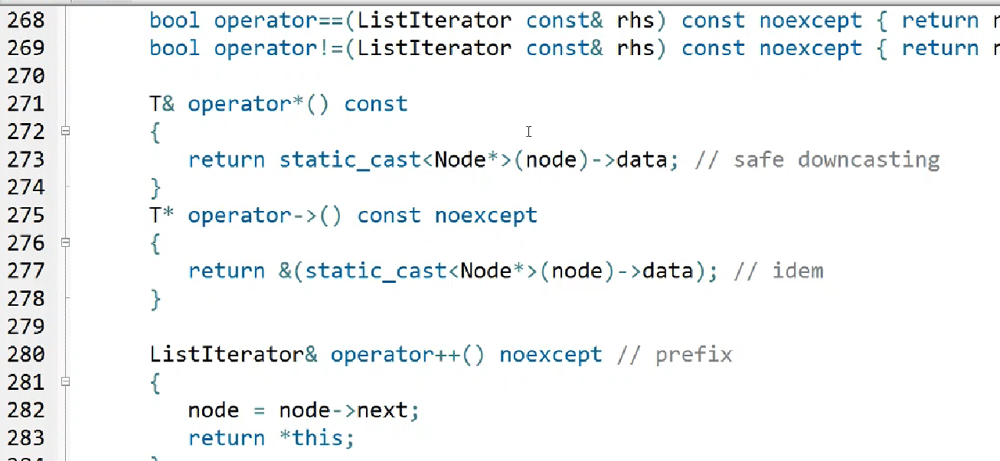 268 bool operator==(ListIterator const& rhs) const noexcept { return
269 bool operator!=(ListIterator const& rhs) const noexcept { return
270
271 T& operator*() const
272 {
273 return static_cast<Node*>(node)->data; // safe downcasting
274 }
275 T* operator->() const noexcept
276 {
277 return &(static_cast<Node*>(node)->data); // idem
278 }
279
280 ListIterator& operator++() noexcept // prefix
281 {
282 node = node->next;
283 return *this;